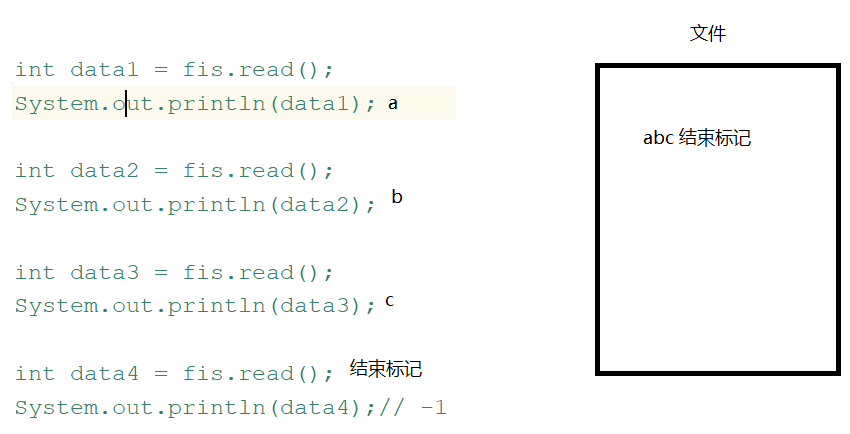 文件
int data1 = fis.read();
System.out.println(data1); a
abc 结束标记
int data2 = fis.read();
System.out.println(data2); b
int data3 = fis.read();
System.out.println(data3); c
int data4 = fis.read(); 结束标记
System.out.println(data4);// -1